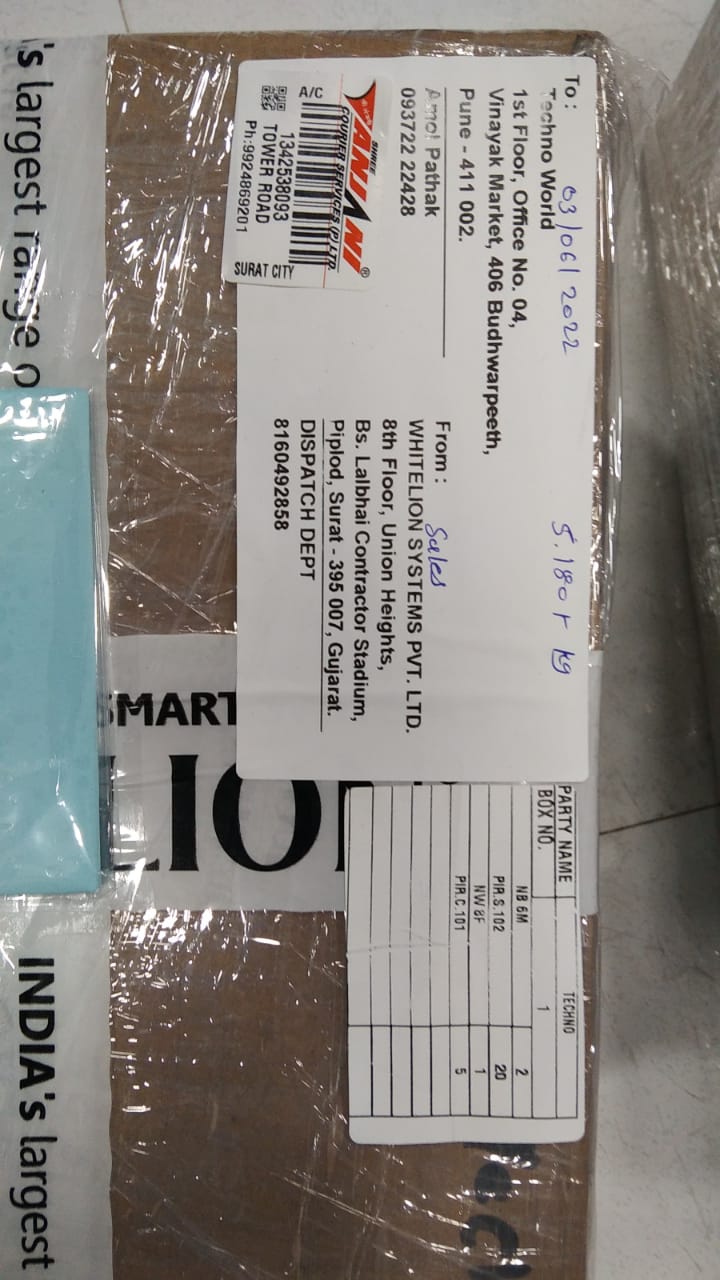 To :
03/06/2022
5.180r kg
Techno World
1st Floor, Office No. 04,
Vinayak Market, 406 Budhwarpeeth,
Pune - 411 002.
Amol Pathak
093722 22428
From :
Sales
WHITELION SYSTEMS PVT. LTD.
8th Floor, Union Heights,
Bs. Lalbhai Contractor Stadium,
Piplod, Surat - 395 007, Gujarat.
DISPATCH DEPT
8160492858
SHREE
ANJANI®
COURIER SERVICES (P) LTD.
A/C
1342538093
TOWER ROAD
Ph:9924869201
SURAT CITY
PARTY NAME TECHNO
BOX NO. 1
NB 6M 2
PIR.S.102 20
NW 8F 1
PIR.C.101 5
SMART
LIO
's largest range o
INDIA's largest